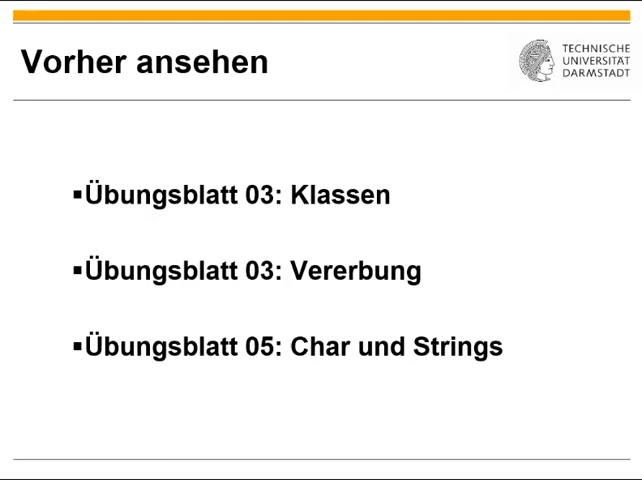 Vorher ansehen
TECHNISCHE
UNIVERSITÄT
DARMSTADT
▪Übungsblatt 03: Klassen
▪Übungsblatt 03: Vererbung
▪Übungsblatt 05: Char und Strings